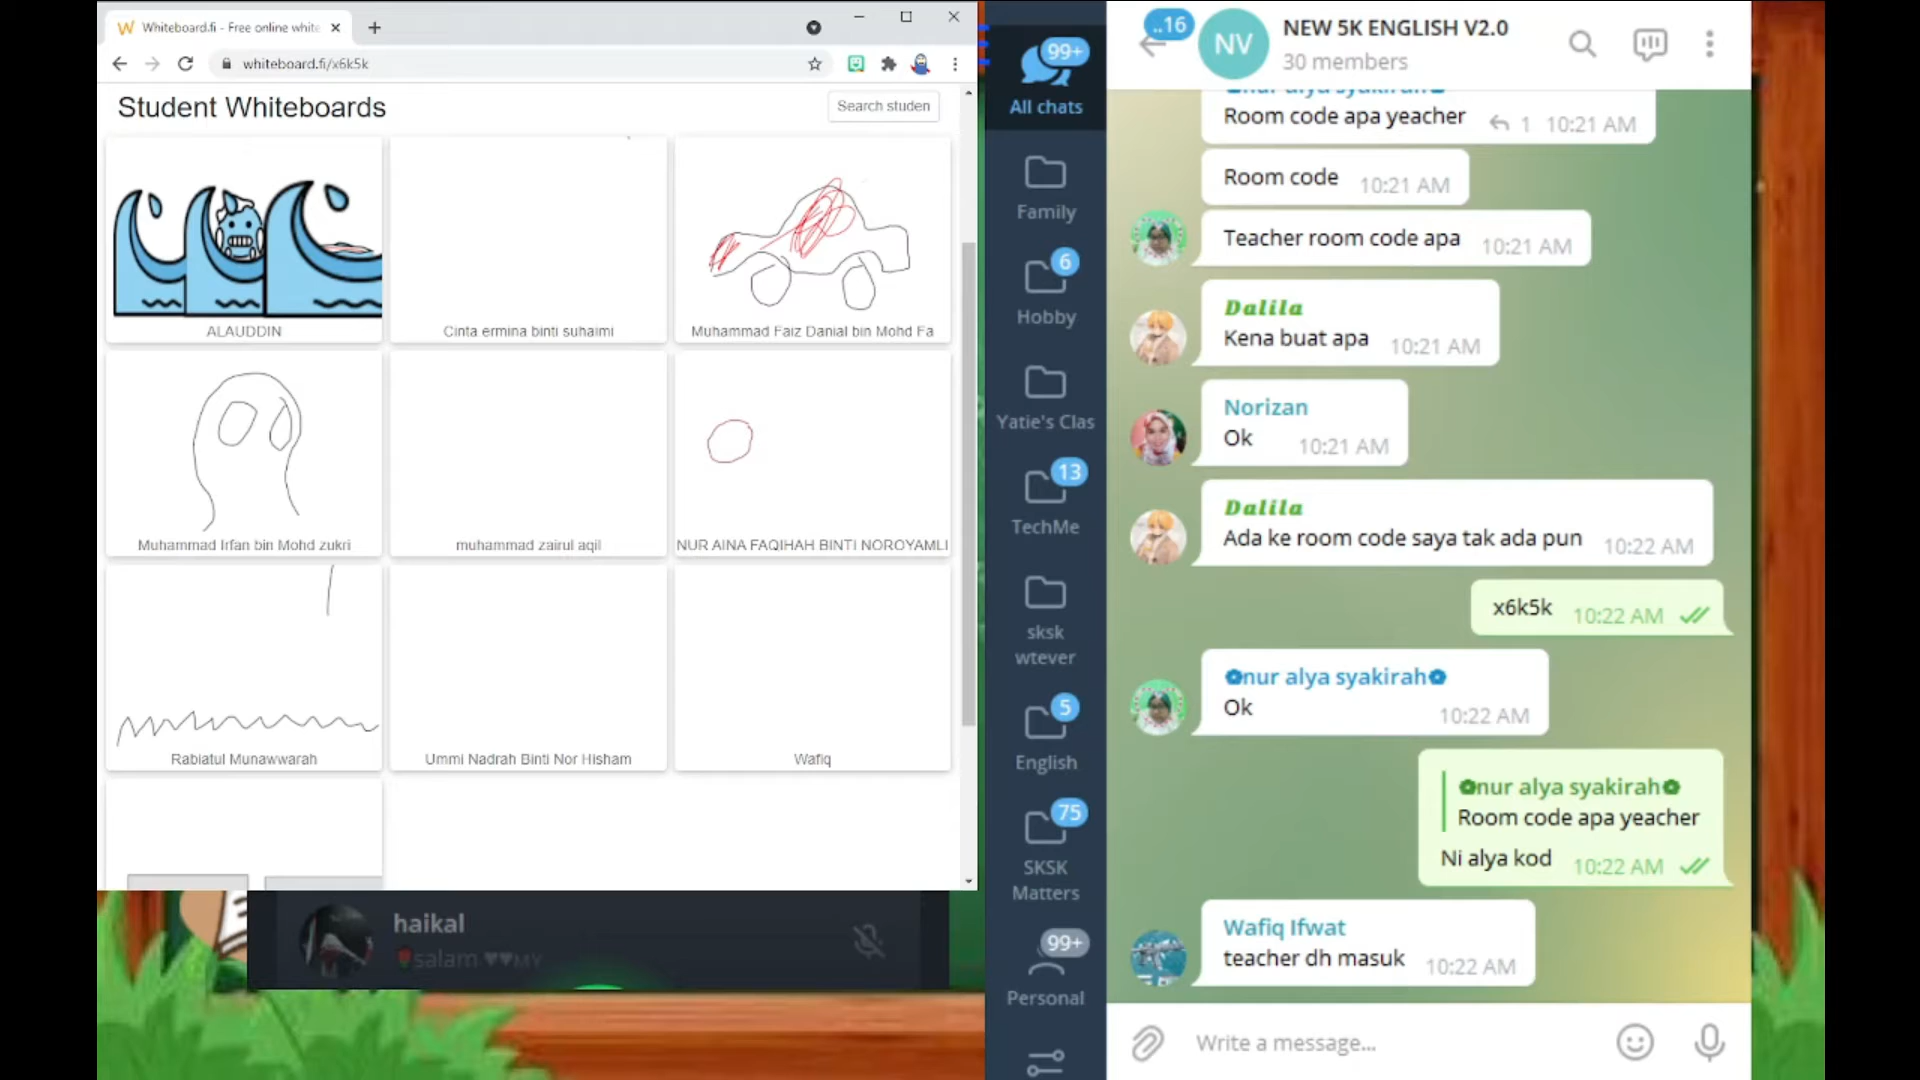 Whiteboard.fi - Free online white
whiteboard.fi/x6k5k
Student Whiteboards
Search studen
ALAUDDIN
Cinta ermina binti suhaimi
Muhammad Faiz Danial bin Mohd Fa
Muhammad Irfan bin Mohd zukri
muhammad zairul aqil
NUR AINA FAQIHAH BINTI NOROYAMLI
Rabiatul Munawwarah
Ummi Nadrah Binti Nor Hisham
Wafiq
haikal
salam ♥♥MY
99+
All chats
Family
6
Hobby
Yatie's Clas
13
TechMe
sksk
wtever
5
English
75
SKSK
Matters
99+
Personal
..16
NV
NEW 5K ENGLISH V2.0
30 members
nur alya syakirah
Room code apa yeacher 1 10:21 AM
Room code 10:21 AM
Teacher room code apa 10:21 AM
Dalila
Kena buat apa 10:21 AM
Norizan
Ok 10:21 AM
Dalila
Ada ke room code saya tak ada pun 10:22 AM
x6k5k 10:22 AM
nur alya syakirah
Ok 10:22 AM
nur alya syakirah
Room code apa yeacher
Ni alya kod 10:22 AM
Wafiq Ifwat
teacher dh masuk 10:22 AM
Write a message...